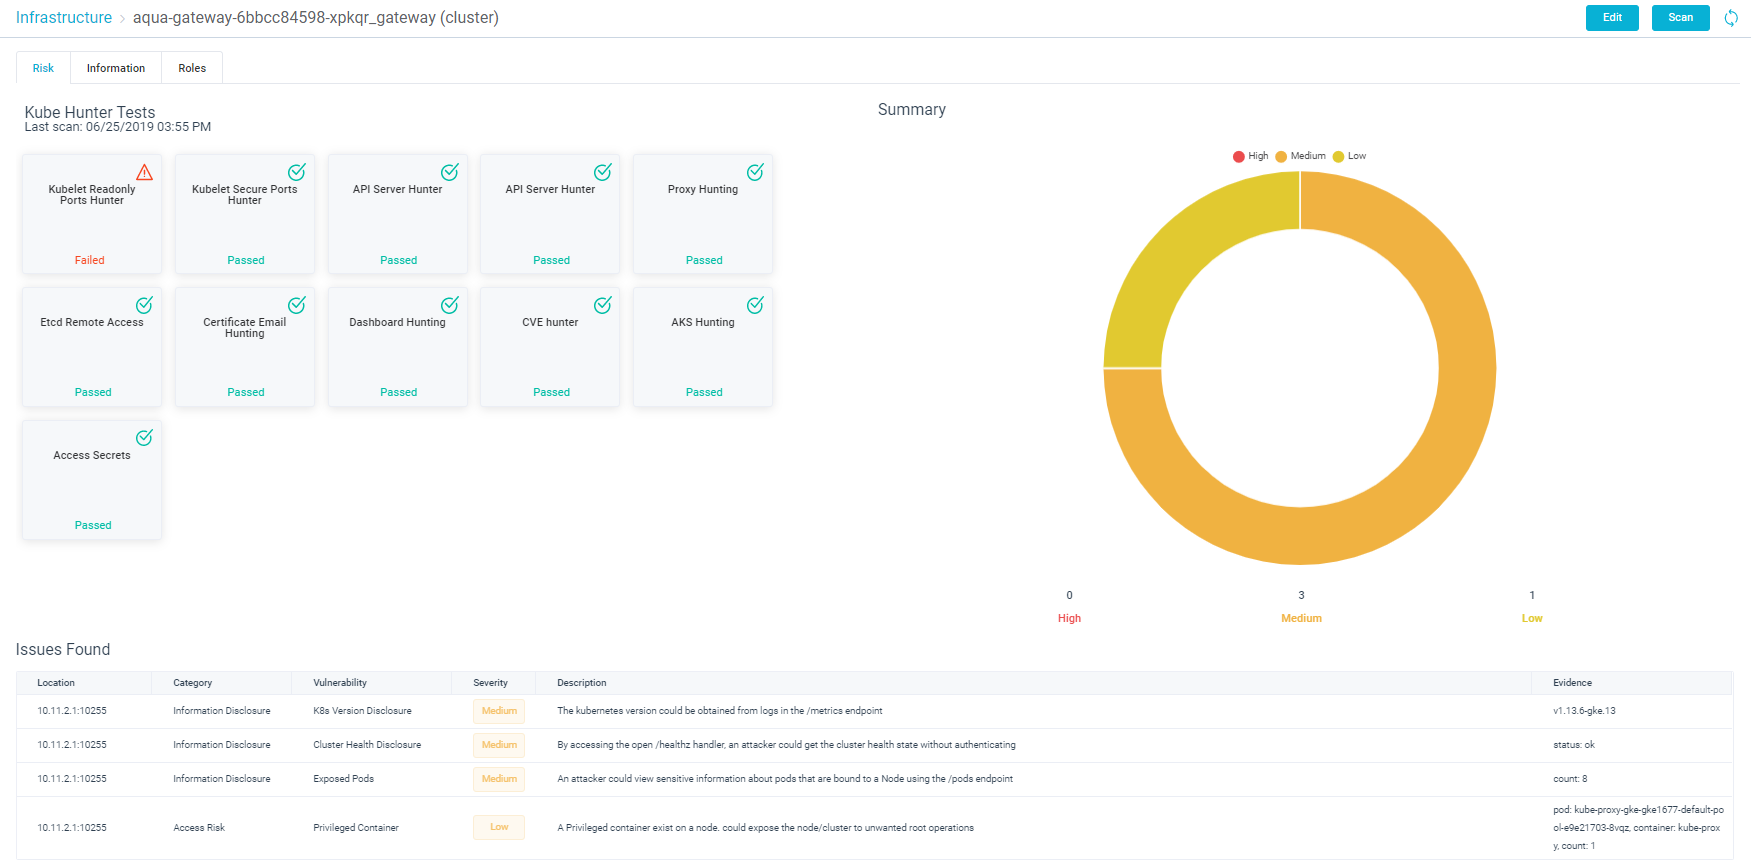 Infrastructure > aqua-gateway-6bbcc84598-xpkqr_gateway (cluster)
Edit
Scan
Risk
Information
Roles
Kube Hunter Tests
Last scan: 06/25/2019 03:55 PM
Kubelet Readonly
Ports Hunter
Failed
Kubelet Secure Ports
Hunter
Passed
API Server Hunter
Passed
API Server Hunter
Passed
Proxy Hunting
Passed
Etcd Remote Access
Passed
Certificate Email
Hunting
Passed
Dashboard Hunting
Passed
CVE hunter
Passed
AKS Hunting
Passed
Access Secrets
Passed
Summary
High Medium Low
0
High
3
Medium
1
Low
Issues Found
Location Category Vulnerability Severity Description Evidence
10.11.2.1:10255 Information Disclosure K8s Version Disclosure Medium The kubernetes version could be obtained from logs in the /metrics endpoint v1.13.6-gke.13
10.11.2.1:10255 Information Disclosure Cluster Health Disclosure Medium By accessing the open /healthz handler, an attacker could get the cluster health state without authenticating status: ok
10.11.2.1:10255 Information Disclosure Exposed Pods Medium An attacker could view sensitive information about pods that are bound to a Node using the /pods endpoint count: 8
10.11.2.1:10255 Access Risk Privileged Container Low A Privileged container exist on a node. could expose the node/cluster to unwanted root operations
pod: kube-proxy-gke-gke1677-default-po
ol-e9e21703-8vqz, container: kube-prox
y, count: 1